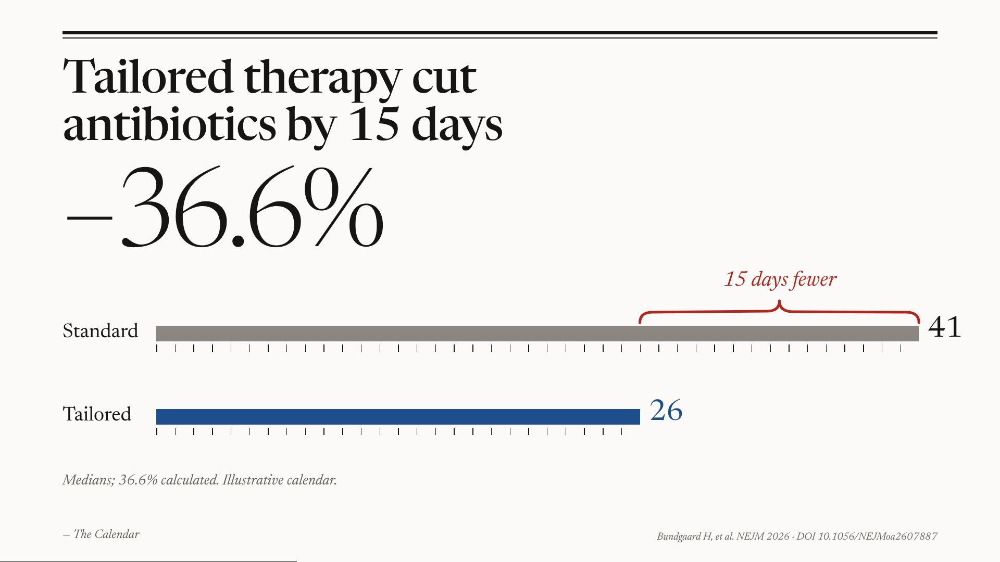 Tailored therapy cut
antibiotics by 15 days
–36.6%
15 days fewer
Standard
41
Tailored
26
Medians; 36.6% calculated. Illustrative calendar.
– The Calendar
Bundgaard H, et al. NEJM 2026 · DOI 10.1056/NEJMoa2607887